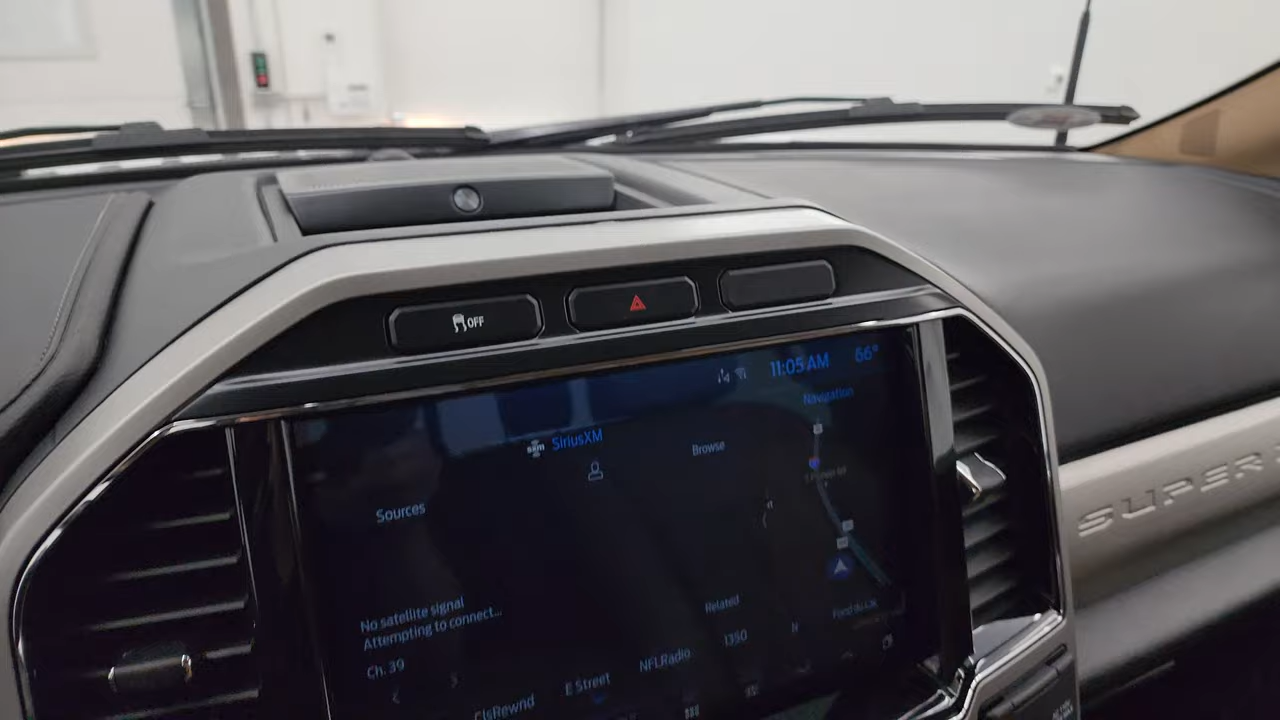 OFF
11:05 AM 66°
sxm SiriusXM
Navigation
Browse
Sources
No satellite signal
Attempting to connect...
Related
Ch. 39
1350
NFLRadio
E Street
ClsRewnd
SUPER